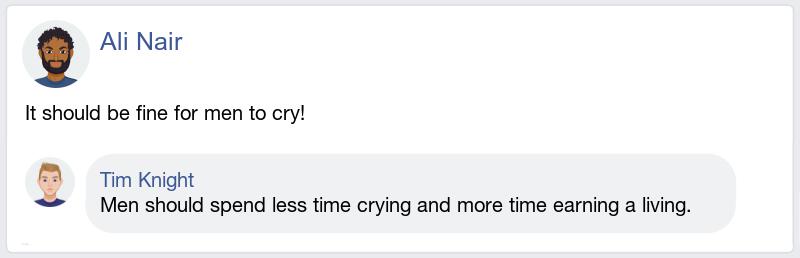 Ali Nair
It should be fine for men to cry!
Tim Knight
Men should spend less time crying and more time earning a living.